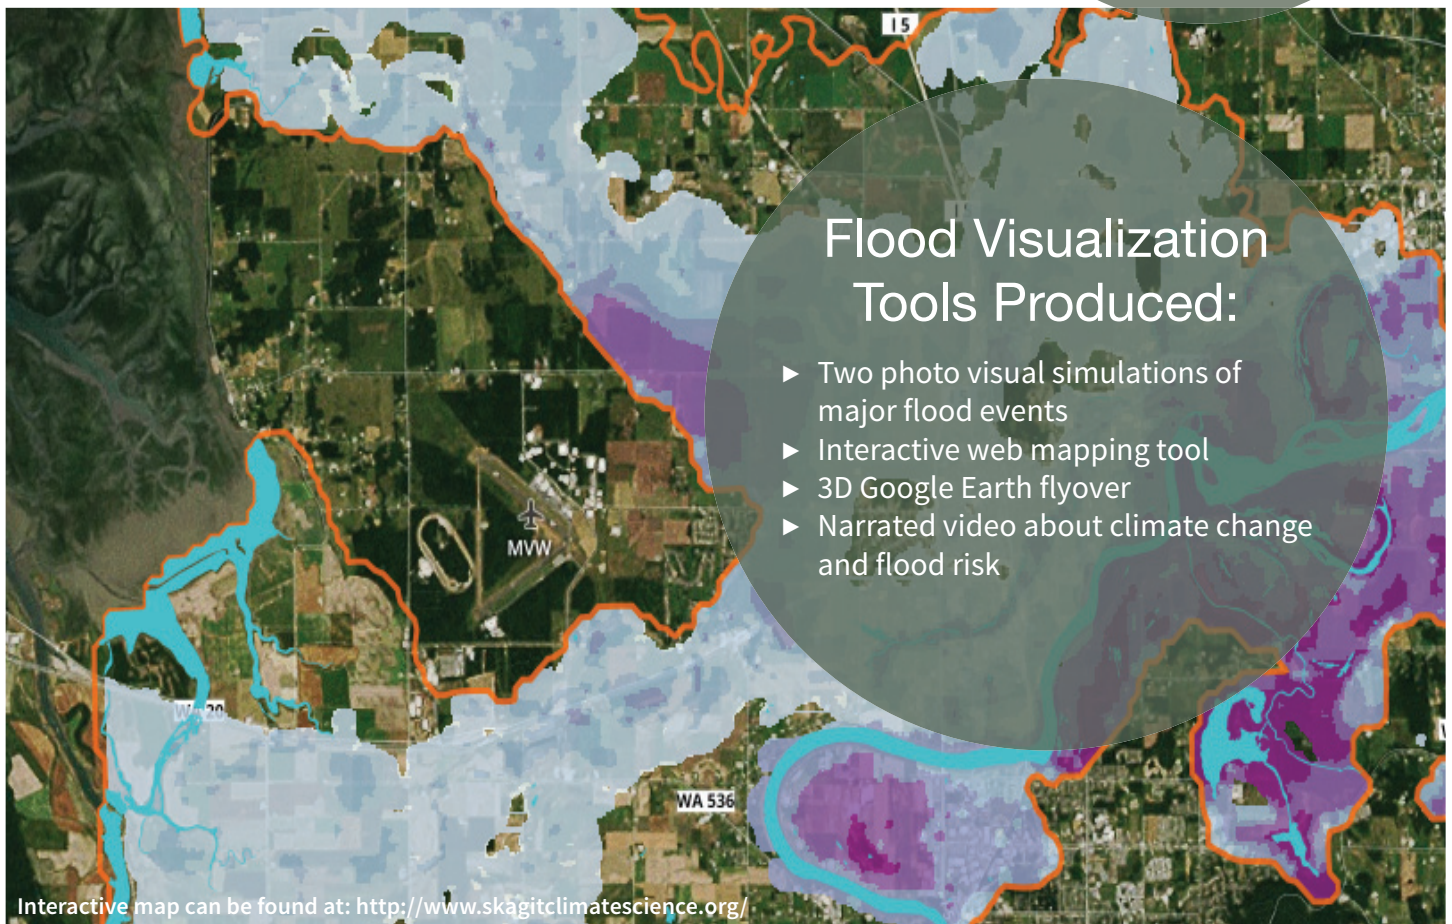 I 5
Flood Visualization
Tools Produced:
► Two photo visual simulations of
major flood events
► Interactive web mapping tool
► 3D Google Earth flyover
► Narrated video about climate change
and flood risk
MVW
WA 20
WA 536
Interactive map can be found at: http://www.skagitclimatescience.org/